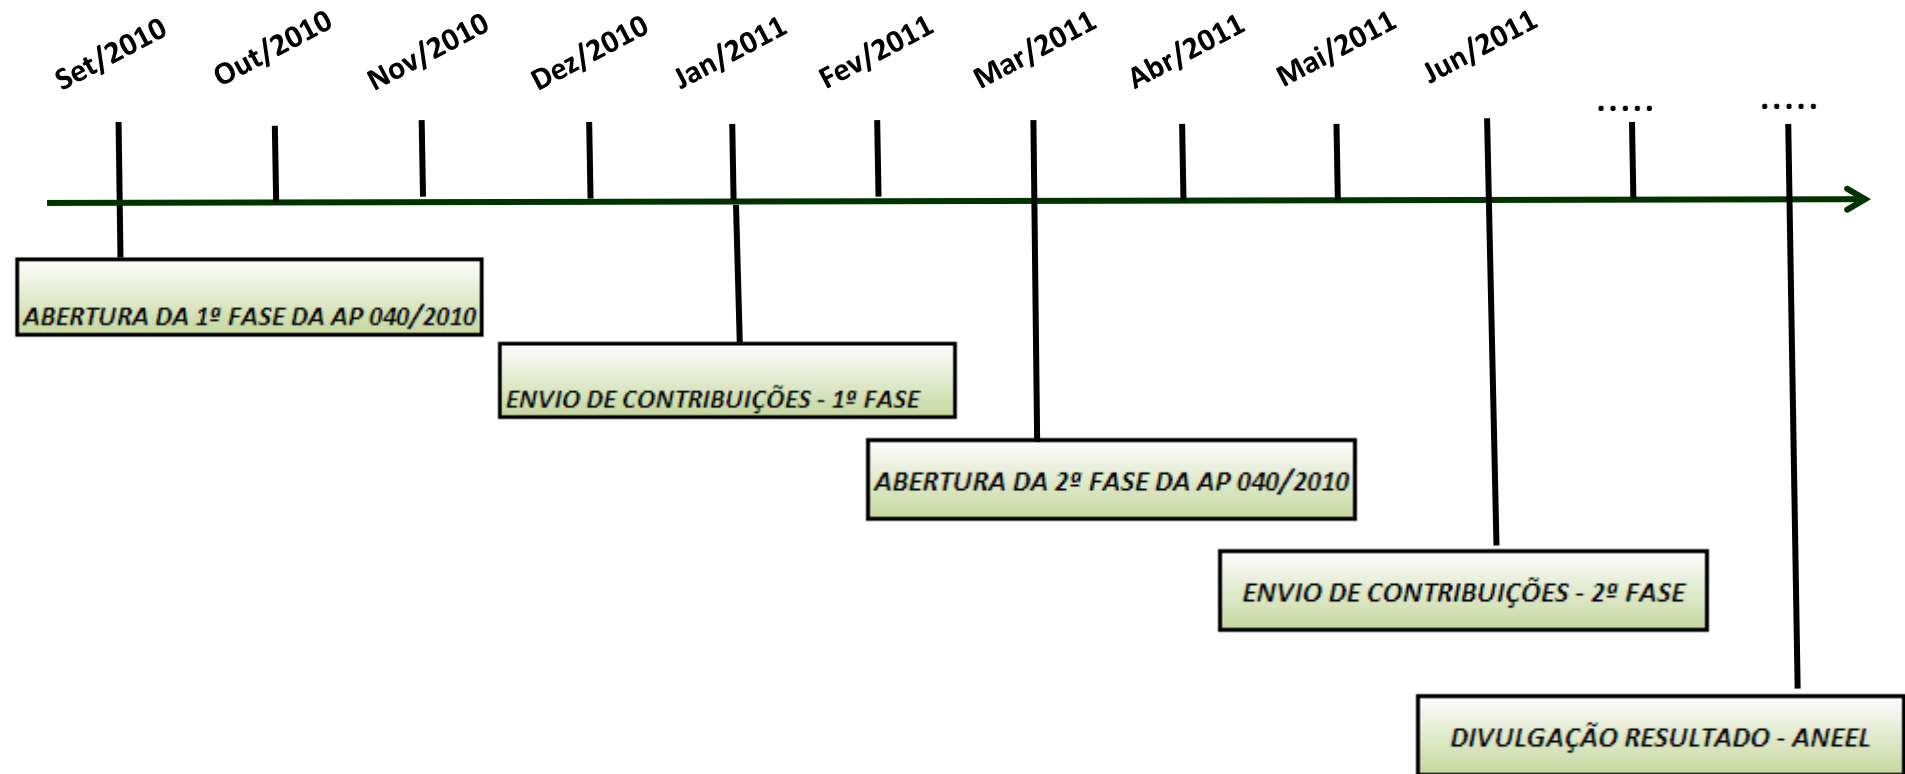 Set/2010
Out/2010
Nov/2010
Dez/2010
Jan/2011
Fev/2011
Mar/2011
Abr/2011
Mai/2011
Jun/2011
.....
.....
ABERTURA DA 1º FASE DA AP 040/2010
ENVIO DE CONTRIBUIÇÕES - 1º FASE
ABERTURA DA 2º FASE DA AP 040/2010
ENVIO DE CONTRIBUIÇÕES - 2º FASE
DIVULGAÇÃO RESULTADO - ANEEL